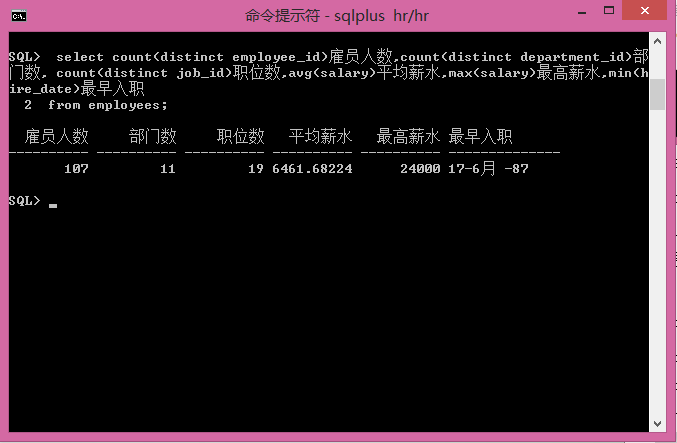 命令提示符 - sqlplus  hr/hr
SQL>  select count(distinct employee_id)雇员人数,count(distinct department_id)部
门数, count(distinct job_id)职位数,avg(salary)平均薪水,max(salary)最高薪水,min(h
ire_date)最早入职
  2  from employees;
  雇员人数     部门数     职位数   平均薪水   最高薪水 最早入职
---------- ---------- ---------- ---------- ---------- --------------
       107         11         19 6461.68224      24000 17-6月 -87
SQL>